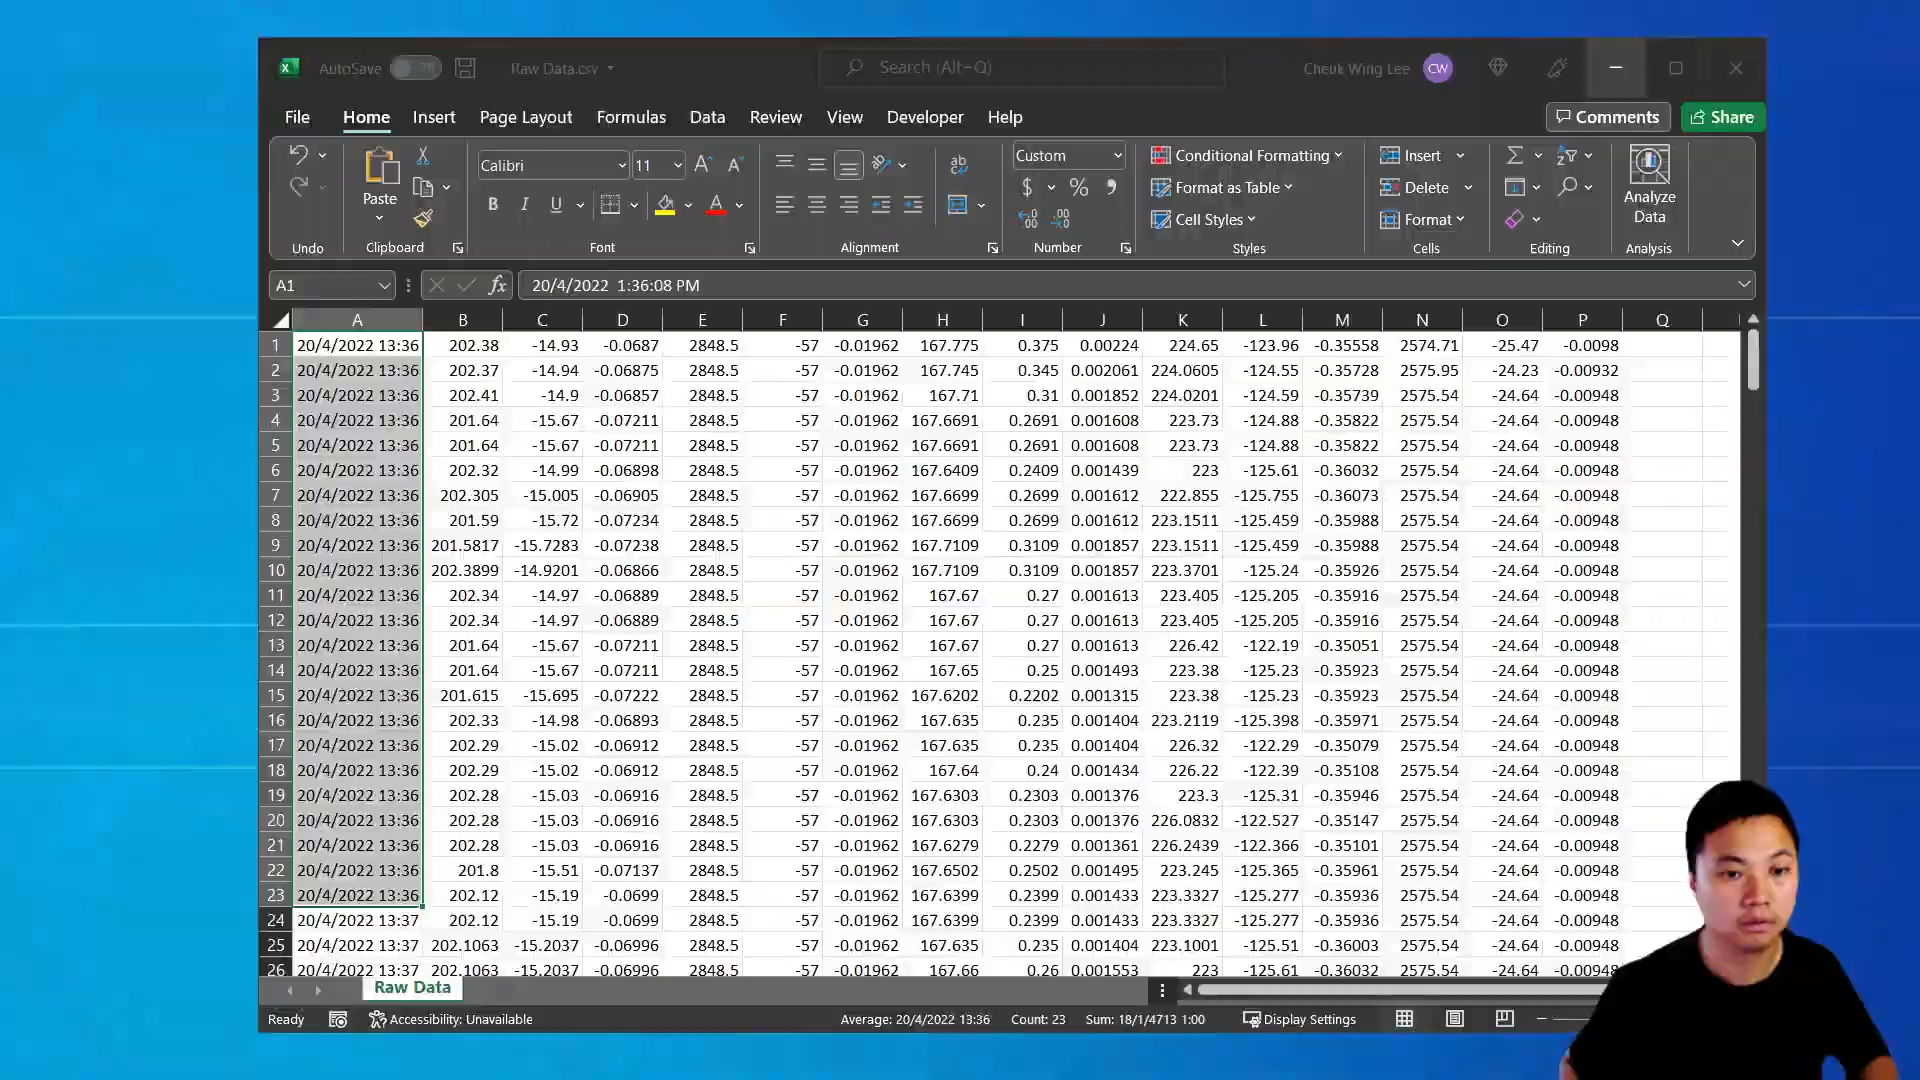 AutoSave Off Raw Data.csv Search (Alt+Q) Cheuk Wing Lee CW
File Home Insert Page Layout Formulas Data Review View Developer Help Comments Share
Calibri 11 Custom Conditional Formatting Insert
Paste Format as Table Delete Analyze
Cell Styles Format Data
Undo Clipboard Font Alignment Number Styles Cells Editing Analysis
A1 fx 20/4/2022 1:36:08 PM
A B C D E F G H I J K L M N O P Q
1 20/4/2022 13:36 202.38 -14.93 -0.0687 2848.5 -57 -0.01962 167.775 0.375 0.00224 224.65 -123.96 -0.35558 2574.71 -25.47 -0.0098
2 20/4/2022 13:36 202.37 -14.94 -0.06875 2848.5 -57 -0.01962 167.745 0.345 0.002061 224.0605 -124.55 -0.35728 2575.95 -24.23 -0.00932
3 20/4/2022 13:36 202.41 -14.9 -0.06857 2848.5 -57 -0.01962 167.71 0.31 0.001852 224.0201 -124.59 -0.35739 2575.54 -24.64 -0.00948
4 20/4/2022 13:36 201.64 -15.67 -0.07211 2848.5 -57 -0.01962 167.6691 0.2691 0.001608 223.73 -124.88 -0.35822 2575.54 -24.64 -0.00948
5 20/4/2022 13:36 201.64 -15.67 -0.07211 2848.5 -57 -0.01962 167.6691 0.2691 0.001608 223.73 -124.88 -0.35822 2575.54 -24.64 -0.00948
6 20/4/2022 13:36 202.32 -14.99 -0.06898 2848.5 -57 -0.01962 167.6409 0.2409 0.001439 223 -125.61 -0.36032 2575.54 -24.64 -0.00948
7 20/4/2022 13:36 202.305 -15.005 -0.06905 2848.5 -57 -0.01962 167.6699 0.2699 0.001612 222.855 -125.755 -0.36073 2575.54 -24.64 -0.00948
8 20/4/2022 13:36 201.59 -15.72 -0.07234 2848.5 -57 -0.01962 167.6699 0.2699 0.001612 223.1511 -125.459 -0.35988 2575.54 -24.64 -0.00948
9 20/4/2022 13:36 201.5817 -15.7283 -0.07238 2848.5 -57 -0.01962 167.7109 0.3109 0.001857 223.1511 -125.459 -0.35988 2575.54 -24.64 -0.00948
10 20/4/2022 13:36 202.3899 -14.9201 -0.06866 2848.5 -57 -0.01962 167.7109 0.3109 0.001857 223.3701 -125.24 -0.35926 2575.54 -24.64 -0.00948
11 20/4/2022 13:36 202.34 -14.97 -0.06889 2848.5 -57 -0.01962 167.67 0.27 0.001613 223.405 -125.205 -0.35916 2575.54 -24.64 -0.00948
12 20/4/2022 13:36 202.34 -14.97 -0.06889 2848.5 -57 -0.01962 167.67 0.27 0.001613 223.405 -125.205 -0.35916 2575.54 -24.64 -0.00948
13 20/4/2022 13:36 201.64 -15.67 -0.07211 2848.5 -57 -0.01962 167.67 0.27 0.001613 226.42 -122.19 -0.35051 2575.54 -24.64 -0.00948
14 20/4/2022 13:36 201.64 -15.67 -0.07211 2848.5 -57 -0.01962 167.65 0.25 0.001493 223.38 -125.23 -0.35923 2575.54 -24.64 -0.00948
15 20/4/2022 13:36 201.615 -15.695 -0.07222 2848.5 -57 -0.01962 167.6202 0.2202 0.001315 223.38 -125.23 -0.35923 2575.54 -24.64 -0.00948
16 20/4/2022 13:36 202.33 -14.98 -0.06893 2848.5 -57 -0.01962 167.635 0.235 0.001404 223.2119 -125.398 -0.35971 2575.54 -24.64 -0.00948
17 20/4/2022 13:36 202.29 -15.02 -0.06912 2848.5 -57 -0.01962 167.635 0.235 0.001404 226.32 -122.29 -0.35079 2575.54 -24.64 -0.00948
18 20/4/2022 13:36 202.29 -15.02 -0.06912 2848.5 -57 -0.01962 167.64 0.24 0.001434 226.22 -122.39 -0.35108 2575.54 -24.64 -0.00948
19 20/4/2022 13:36 202.28 -15.03 -0.06916 2848.5 -57 -0.01962 167.6303 0.2303 0.001376 223.3 -125.31 -0.35946 2575.54 -24.64 -0.00948
20 20/4/2022 13:36 202.28 -15.03 -0.06916 2848.5 -57 -0.01962 167.6303 0.2303 0.001376 226.0832 -122.527 -0.35147 2575.54 -24.64 -0.00948
21 20/4/2022 13:36 202.28 -15.03 -0.06916 2848.5 -57 -0.01962 167.6279 0.2279 0.001361 226.2439 -122.366 -0.35101 2575.54 -24.64 -0.00948
22 20/4/2022 13:36 201.8 -15.51 -0.07137 2848.5 -57 -0.01962 167.6502 0.2502 0.001495 223.245 -125.365 -0.35961 2575.54 -24.64 -0.00948
23 20/4/2022 13:36 202.12 -15.19 -0.0699 2848.5 -57 -0.01962 167.6399 0.2399 0.001433 223.3327 -125.277 -0.35936 2575.54 -24.64 -0.00948
24 20/4/2022 13:37 202.12 -15.19 -0.0699 2848.5 -57 -0.01962 167.6399 0.2399 0.001433 223.3327 -125.277 -0.35936 2575.54 -24.64 -0.00948
25 20/4/2022 13:37 202.1063 -15.2037 -0.06996 2848.5 -57 -0.01962 167.635 0.235 0.001404 223.1001 -125.51 -0.36003 2575.54 -24.64 -0.00948
26 20/4/2022 13:37 202.1063 -15.2037 -0.06996 2848.5 -57 -0.01962 167.66 0.26 0.001553 223 -125.61 -0.36032 2575.54 -24.64 -0.00948
Raw Data
Ready Accessibility: Unavailable Average: 20/4/2022 13:36 Count: 23 Sum: 18/1/4713 1:00 Display Settings